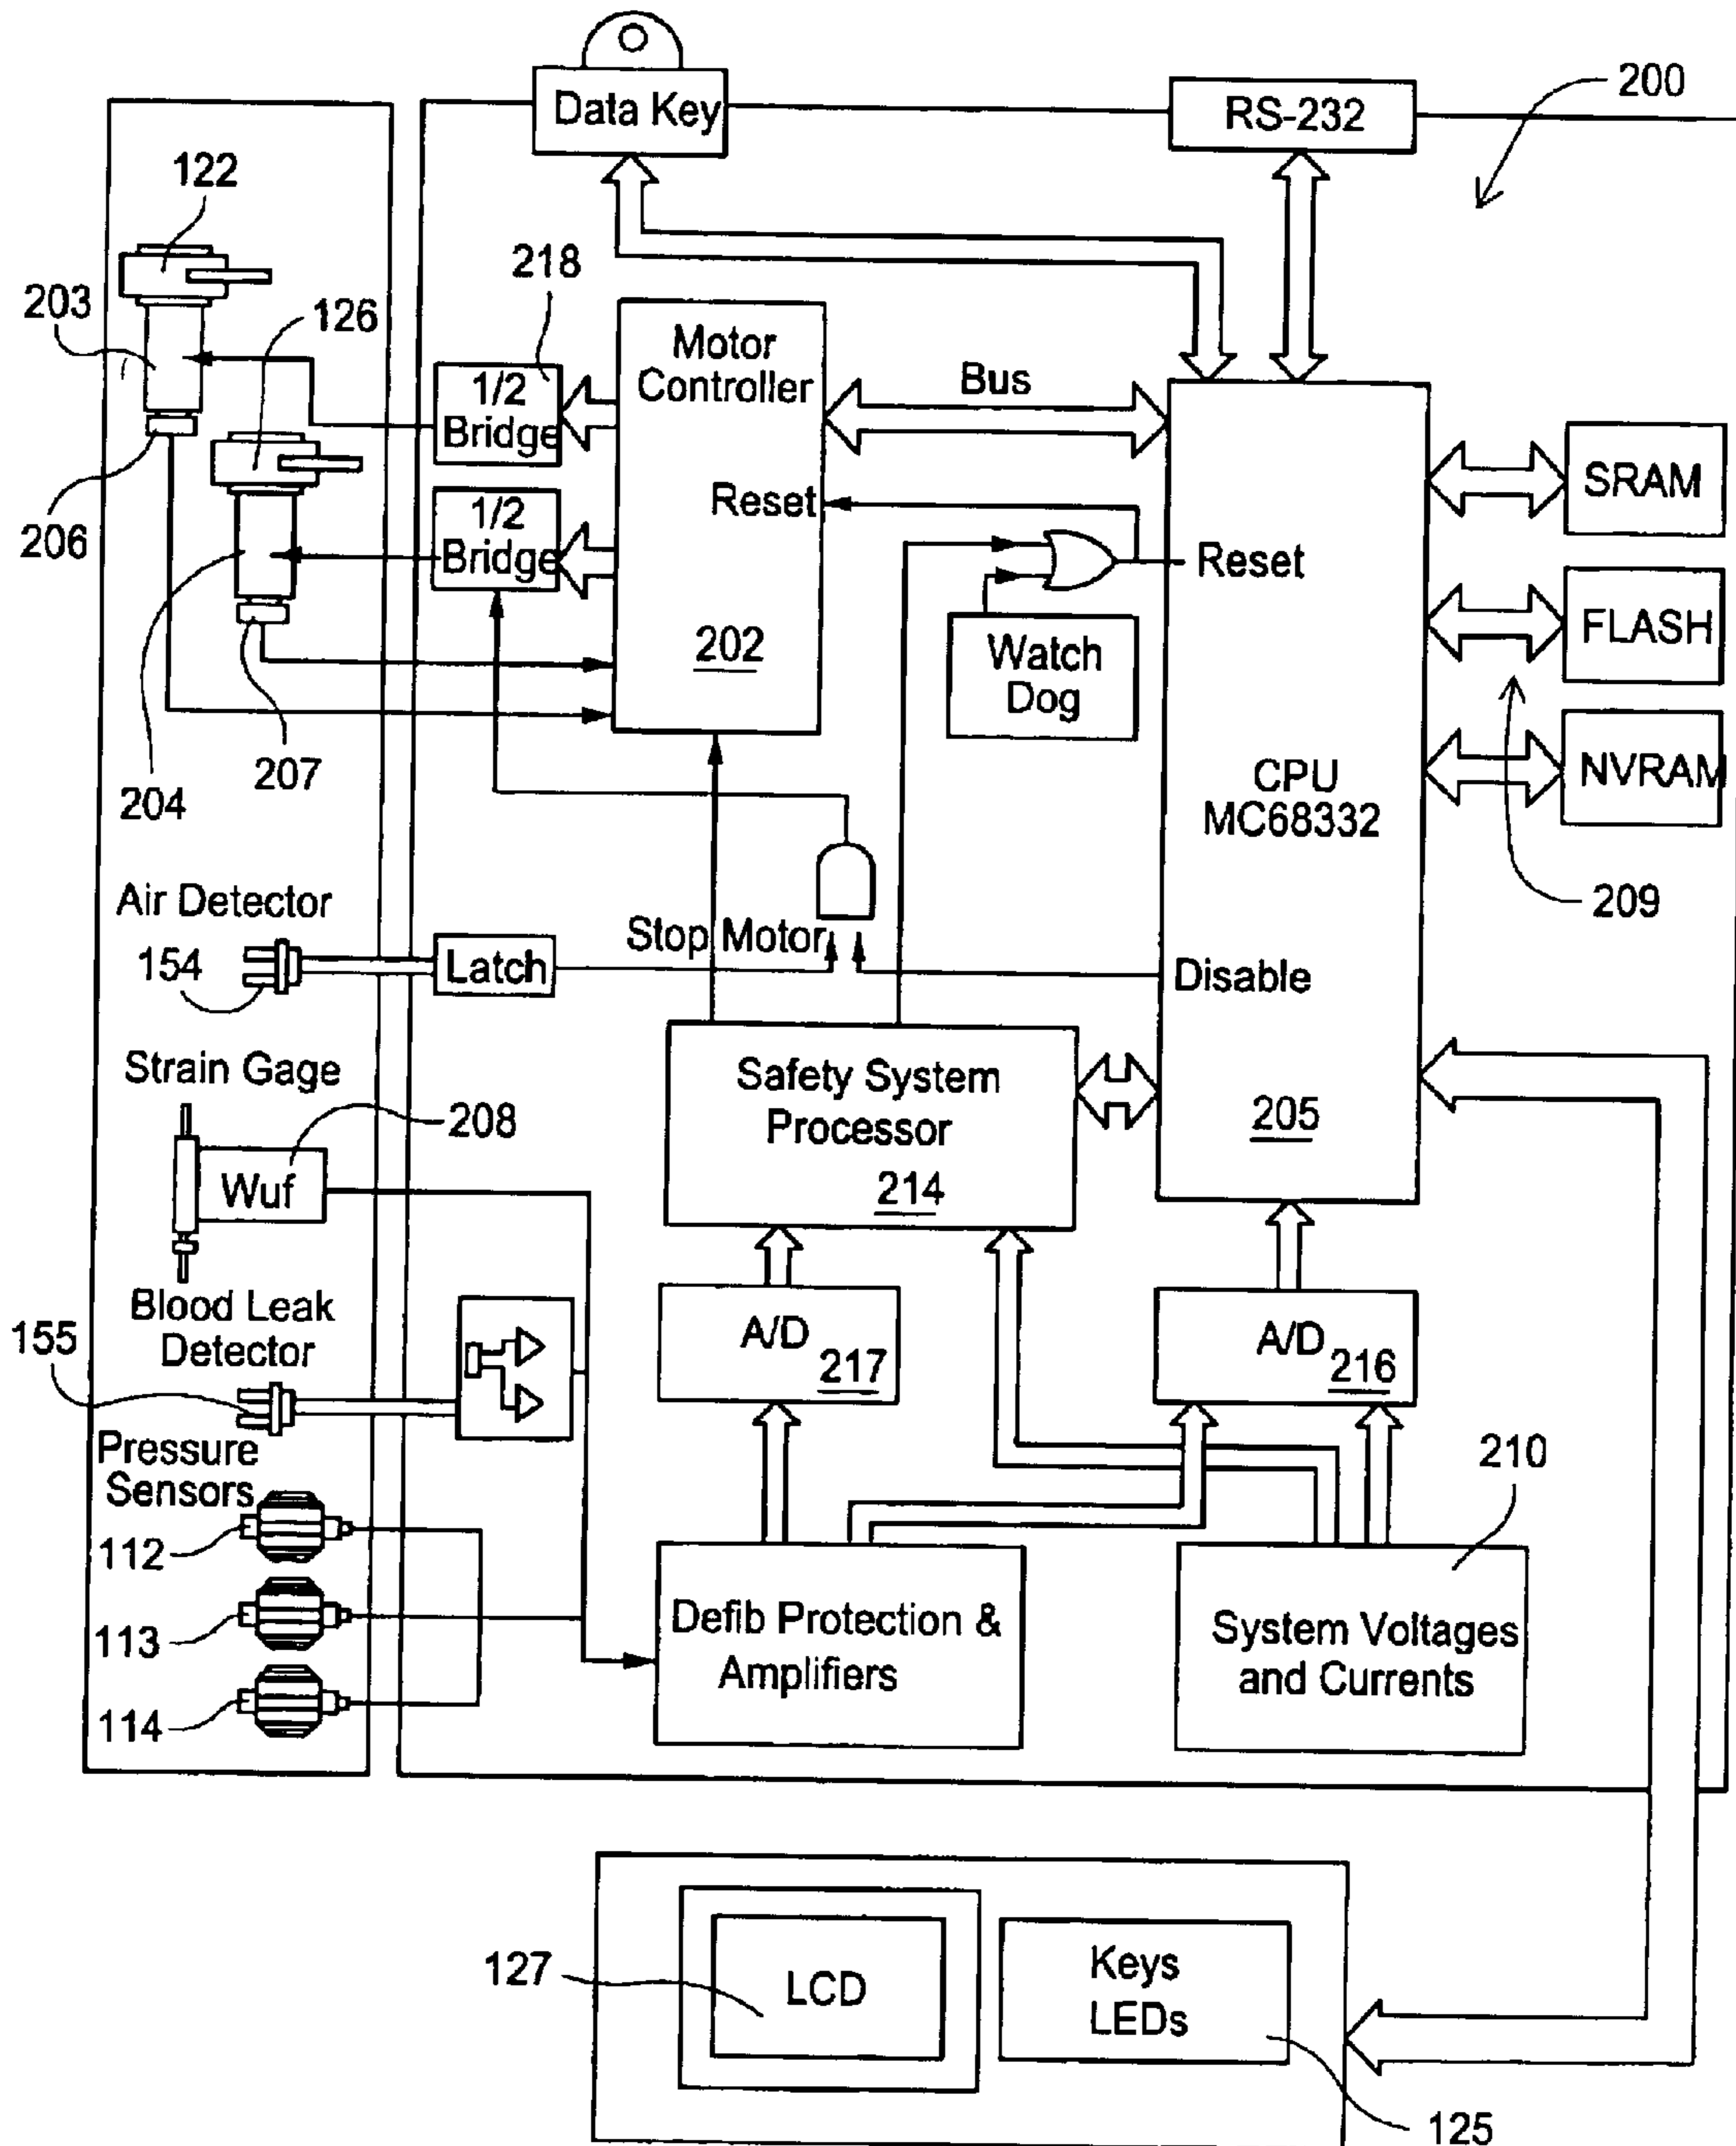 200
Data Key
RS-232
122
218
203
126
Motor
Controller
1/2
Bridge
Bus
SRAM
Reset
1/2
Bridge
206
Reset
FLASH
202
Watch
Dog
204
207
NVRAM
CPU
MC68332
209
Air Detector
Stop Motor
154
Latch
Disable
Strain Gage
Safety System
Processor
214
205
208
Wuf
Blood Leak
Detector
155
A/D
217
A/D
216
Pressure
Sensors
210
112
113
114
Defib Protection &
Amplifiers
System Voltages
and Currents
127
LCD
Keys
LEDs
125